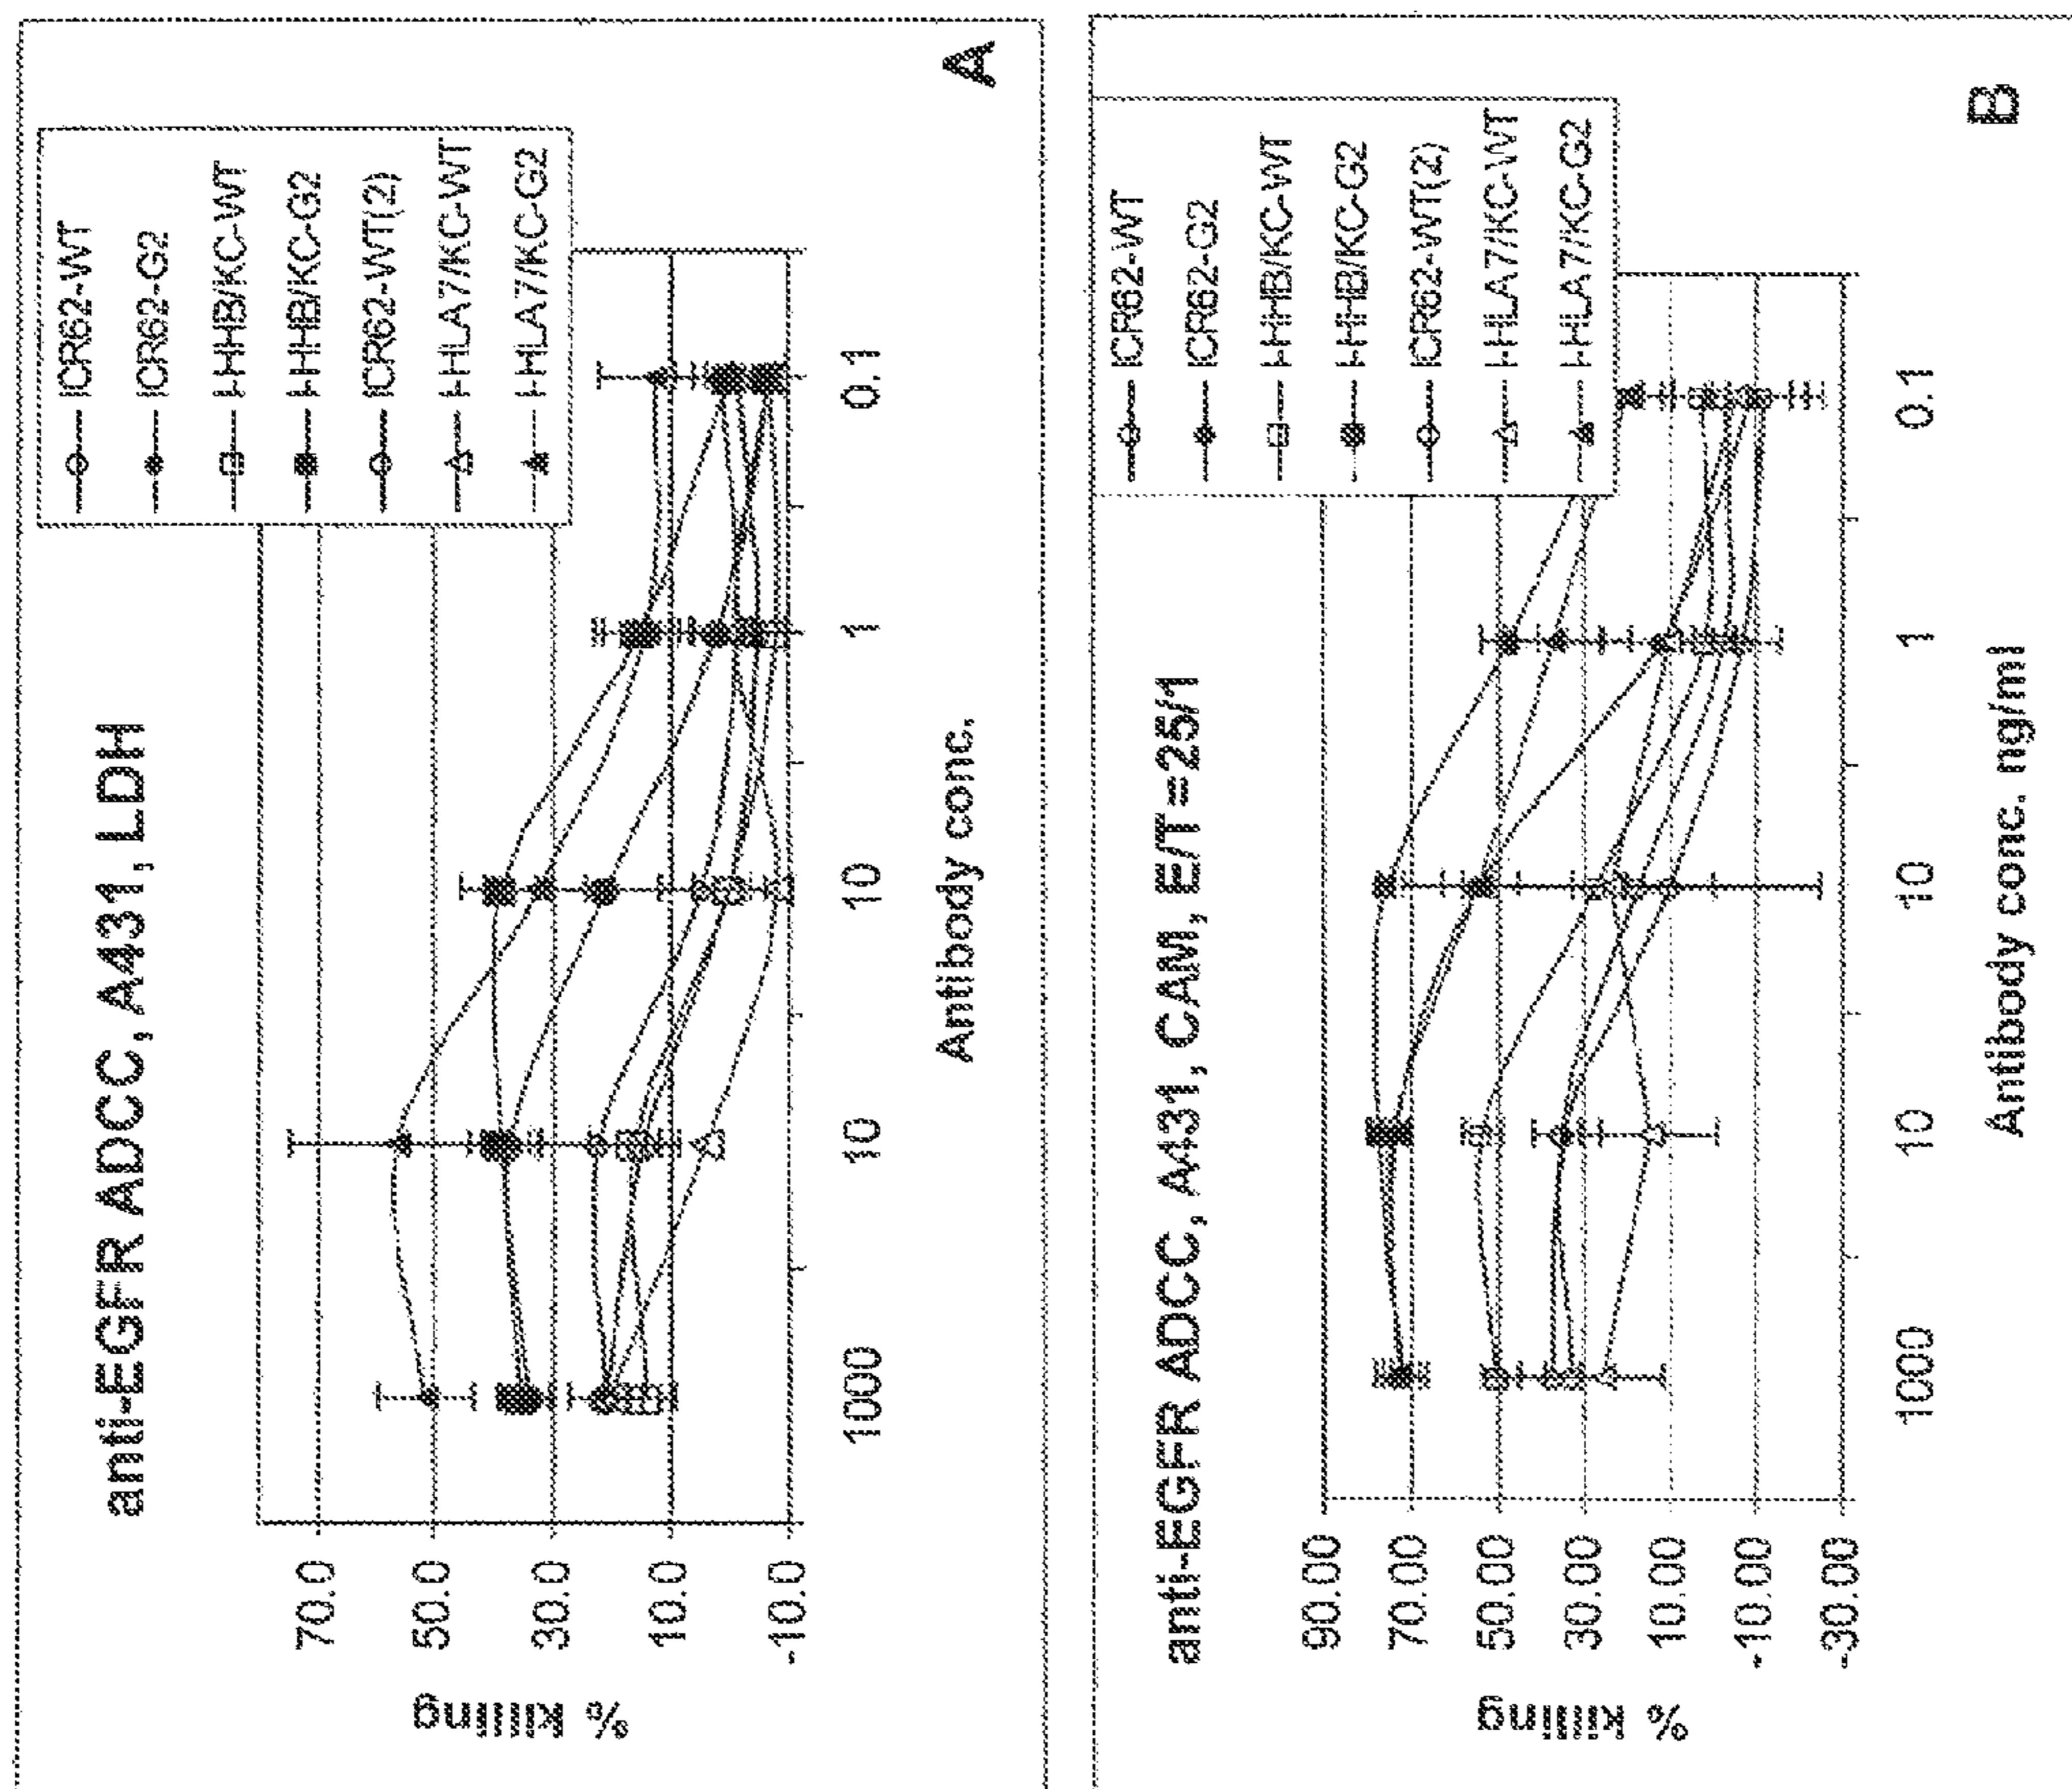 anti-EGFR ADCC, A431, LDH
% killing
70.0
50.0
30.0
10.0
-10.0
1000
10
10
1
0.1
Antibody conc.
ICR62-WT
ICR62-G2
I-HHB/KC-WT
I-HHB/KC-G2
ICR62-WT(2)
I-HLA7/KC-WT
I-HLA7/KC-G2
A
anti-EGFR ADCC, A431, CAM, E/T=25/1
% killing
90.00
70.00
50.00
30.00
10.00
-10.00
-30.00
1000
10
10
1
0.1
Antibody conc. ng/ml
ICR62-WT
ICR62-G2
I-HHB/KC-WT
I-HHB/KC-G2
ICR62-WT(2)
I-HLA7/KC-WT
I-HLA7/KC-G2
B